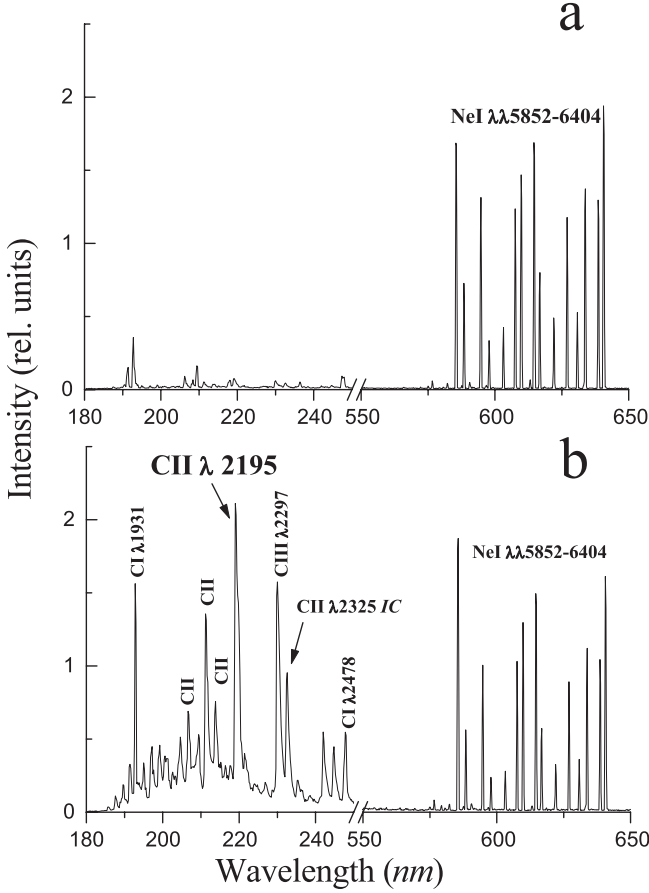 a
2
NeI λλ5852-6404
1
0
180 200 220 240 550 600 650
Intensity (rel. units)
b
CII λ 2195
2
CI λ1931
CII
CII
CII
CIII λ2297
NeI λλ5852-6404
CII λ2325 IC
CI λ2478
1
0
180 200 220 240 550 600 650
Wavelength (nm)